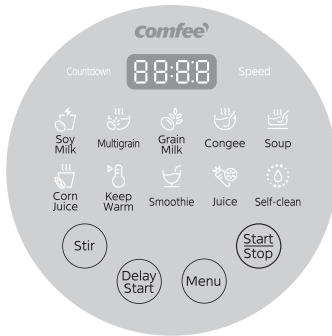 comfee'
Countdown 88:88 Speed
Soy Milk Multigrain Grain Milk Congee Soup
Corn Juice Keep Warm Smoothie Juice Self-clean
Stir Start Stop
Delay Start Menu